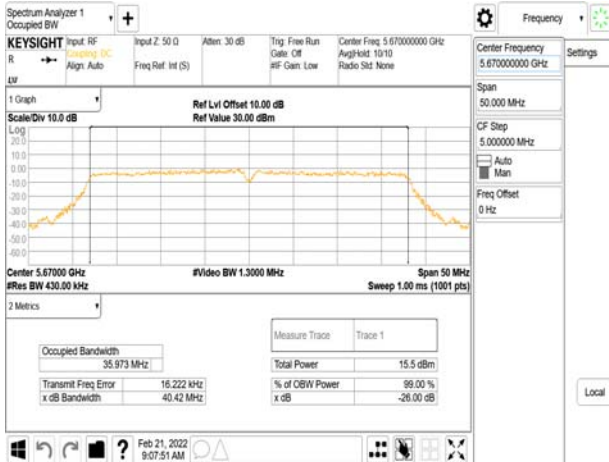 Spectrum Analyzer 1
Occupied BW
Frequency
KEYSIGHT
R
Input: RF
Coupling: DC
Align: Auto
Input Z: 50 Ω
Freq Ref: Int (S)
Atten: 30 dB
Trig: Free Run
Gate: Off
#IF Gain: Low
Center Freq: 5.670000000 GHz
Avg|Hold: 10/10
Radio Std: None
Center Frequency
5.670000000 GHz
Settings
Span
50.000 MHz
CF Step
5.000000 MHz
Auto
Man
Freq Offset
0 Hz
Local
1 Graph
Scale/Div 10.0 dB
Ref Lvl Offset 10.00 dB
Ref Value 30.00 dBm
Log
20.0
10.0
0.00
-10.0
-20.0
-30.0
-40.0
-50.0
-60.0
Center 5.67000 GHz
#Video BW 1.3000 MHz
Span 50 MHz
#Res BW 430.00 kHz
Sweep 1.00 ms (1001 pts)
2 Metrics
Measure Trace
Trace 1
Occupied Bandwidth
35.973 MHz
Total Power
15.5 dBm
Transmit Freq Error
16.222 kHz
% of OBW Power
99.00 %
x dB Bandwidth
40.42 MHz
x dB
-26.00 dB
?
Feb 21, 2022
9:07:51 AM